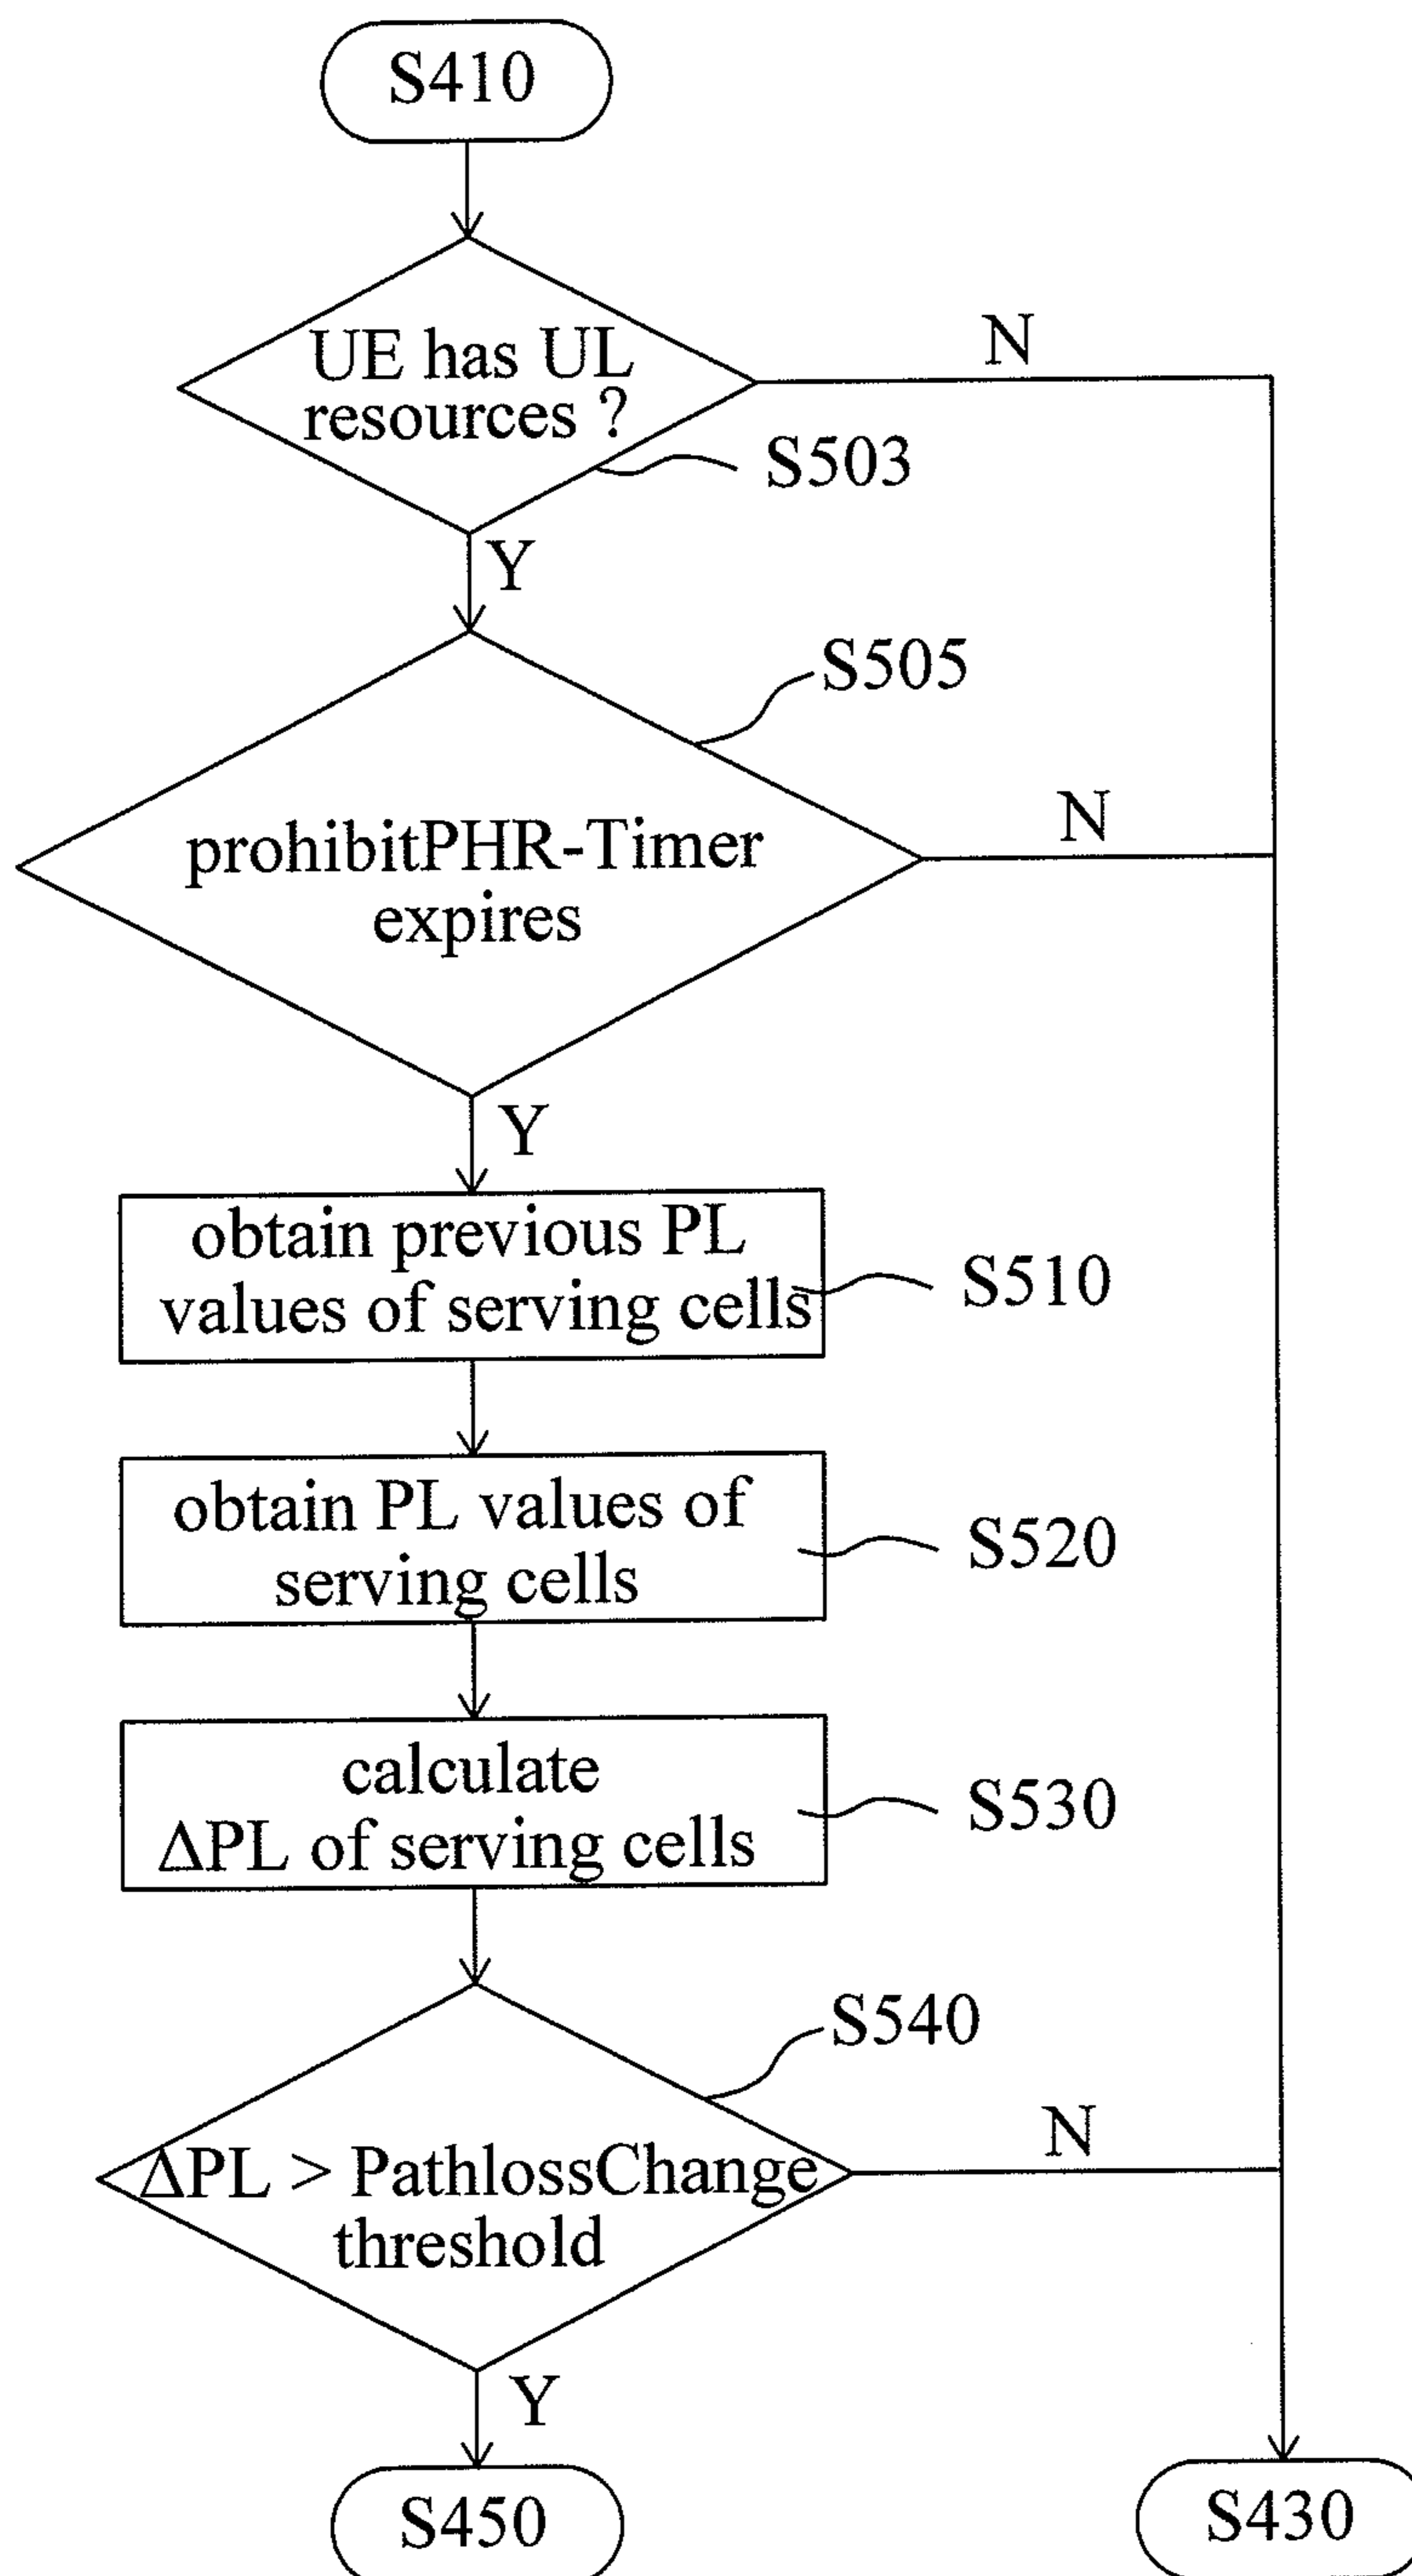 S410
UE has UL
resources ?
N
S503
Y
S505
prohibitPHR-Timer
expires
N
Y
obtain previous PL
values of serving cells
S510
obtain PL values of
serving cells
S520
calculate
ΔPL of serving cells
S530
S540
ΔPL > PathlossChange
threshold
N
Y
S450
S430